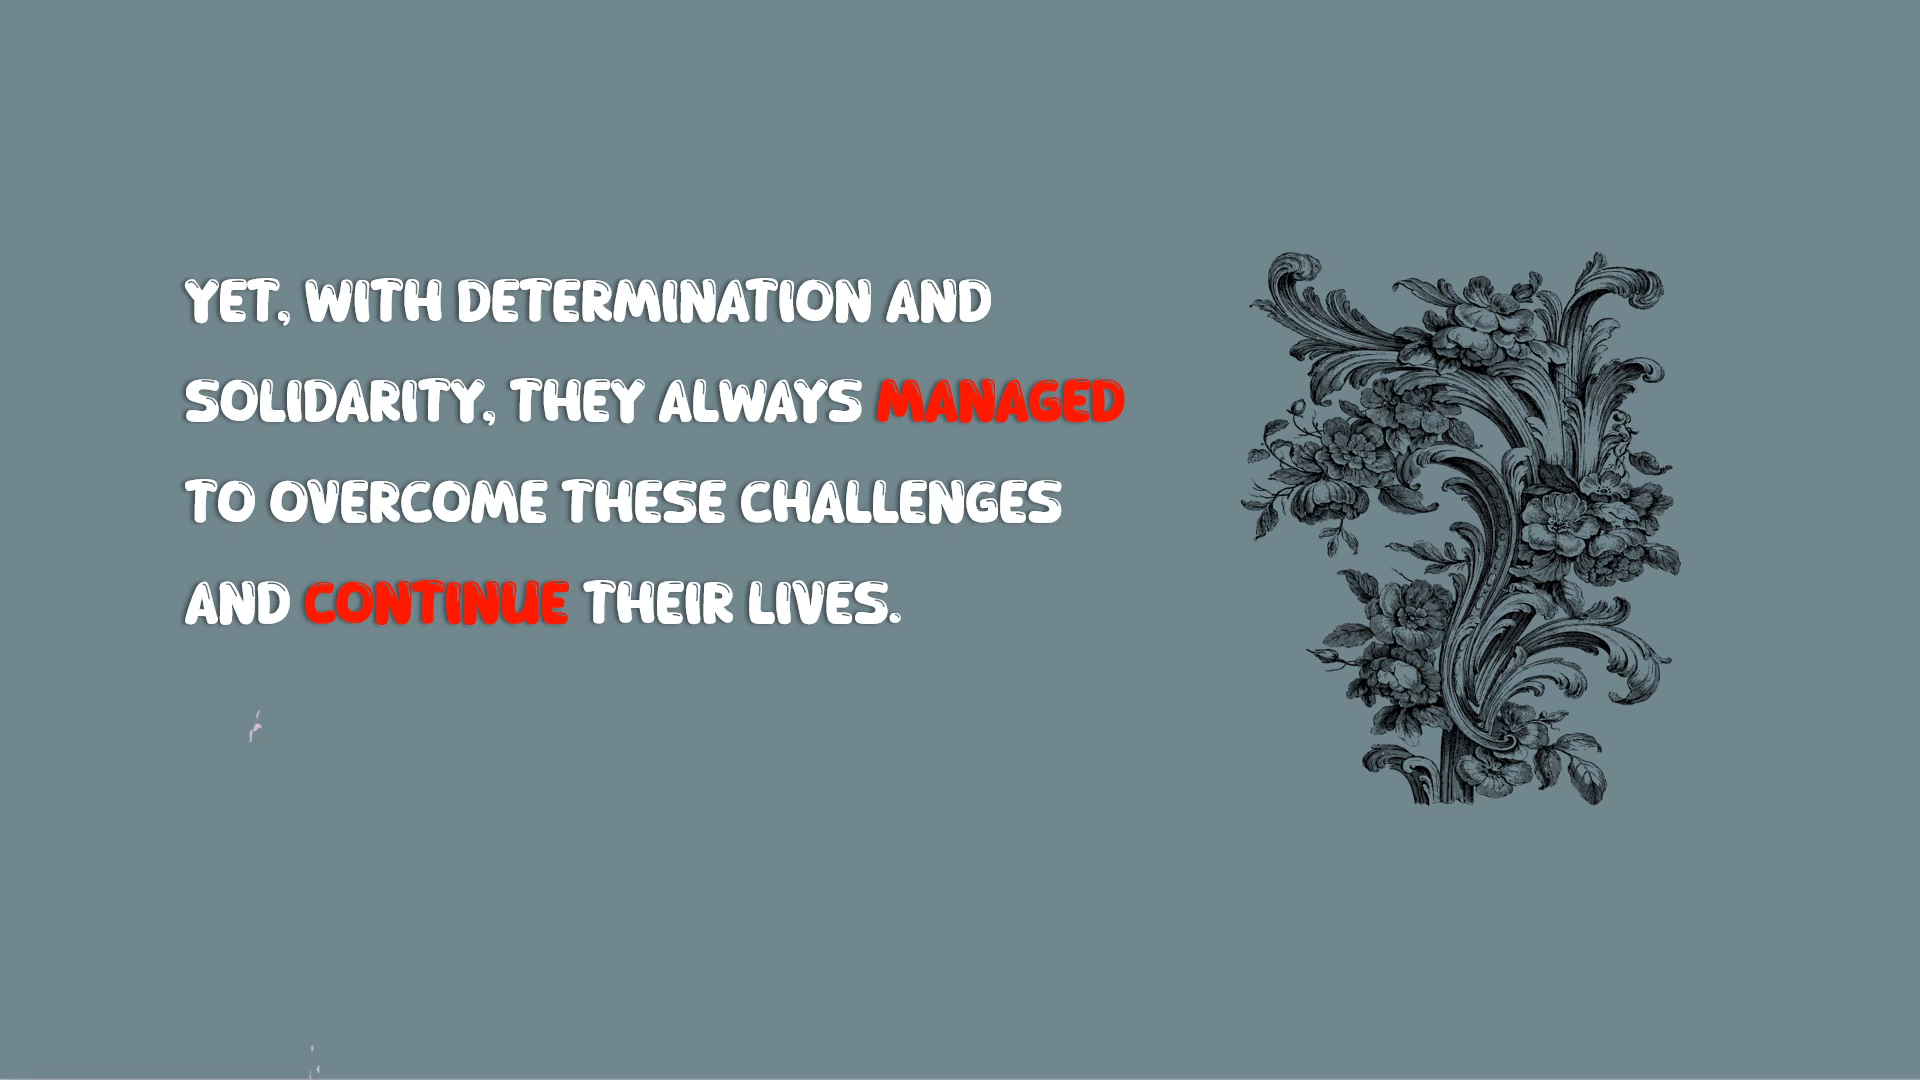 YET, WITH DETERMINATION AND
SOLIDARITY, THEY ALWAYS MANAGED
TO OVERCOME THESE CHALLENGES
AND CONTINUE THEIR LIVES.